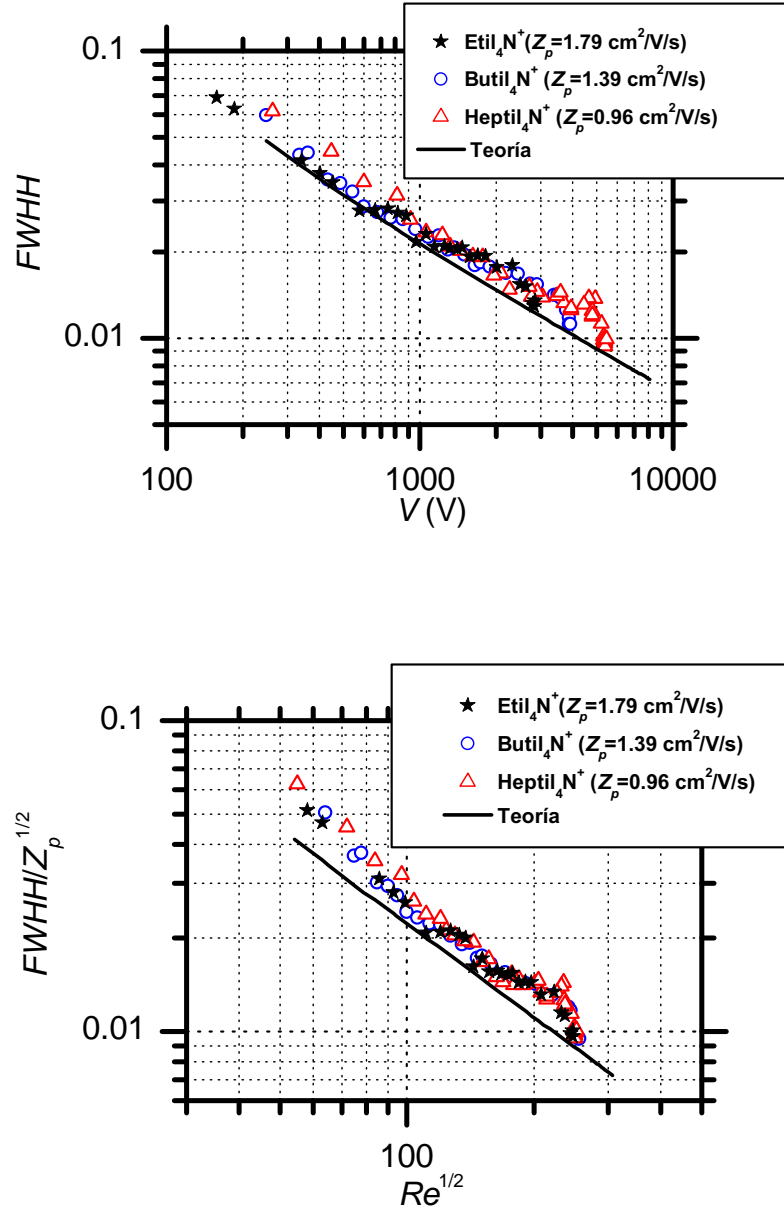 Etil₄N⁺(Zₚ=1.79 cm²/V/s)
Butil₄N⁺ (Zₚ=1.39 cm²/V/s)
Heptil₄N⁺ (Zₚ=0.96 cm²/V/s)
Teoría
0.1
0.01
FWHH
100
1000
10000
V (V)
Etil₄N⁺(Zₚ=1.79 cm²/V/s)
Butil₄N⁺ (Zₚ=1.39 cm²/V/s)
Heptil₄N⁺ (Zₚ=0.96 cm²/V/s)
Teoría
0.1
0.01
FWHH/Zₚ¹/²
100
Re¹/²